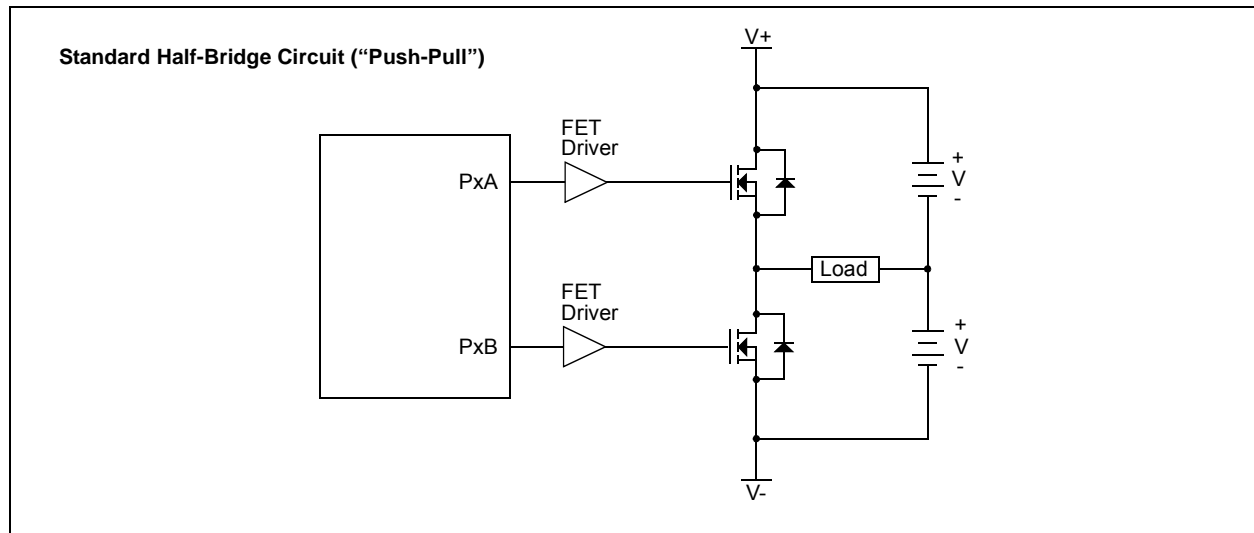 Standard Half-Bridge Circuit (“Push-Pull”)
V+
FET
Driver
PxA
+
V
-
Load
FET
Driver
PxB
+
V
-
V-